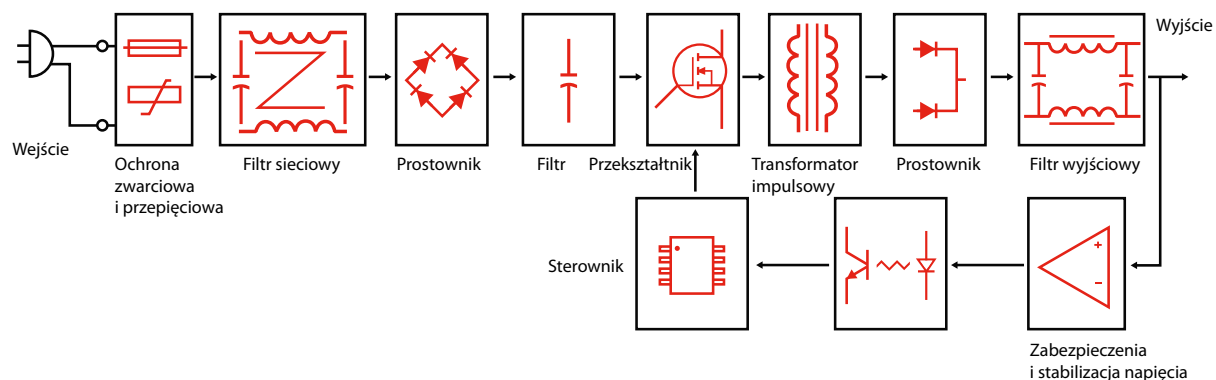 Wyjście
Wejście
Ochrona
zwarciowa
i przepięciowa
Filtr sieciowy
Prostownik
Filtr
Przekształtnik
Transformator
impulsowy
Prostownik
Filtr wyjściowy
Sterownik
+
−
Zabezpieczenia
i stabilizacja napięcia